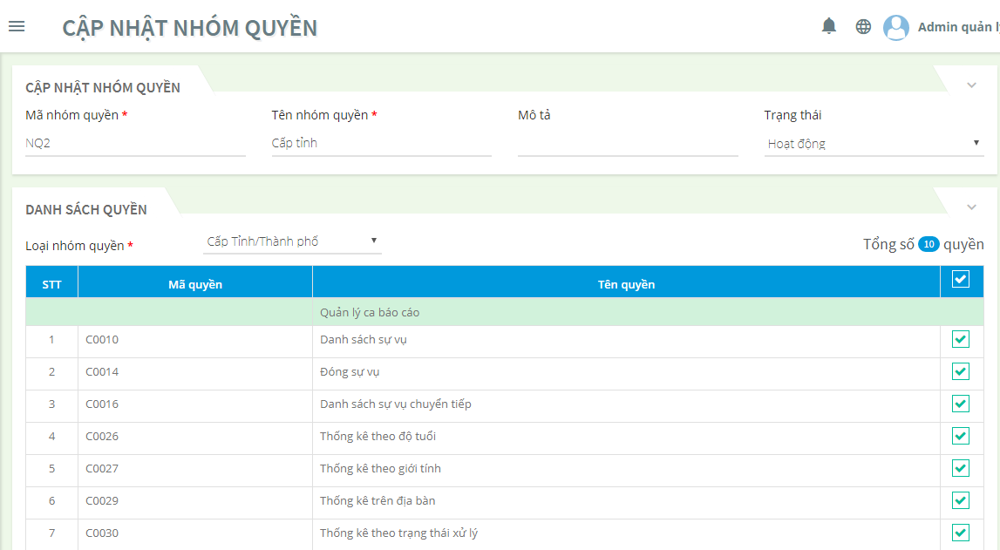 CẬP NHẬT NHÓM QUYỀN
Admin quản lý
CẬP NHẬT NHÓM QUYỀN
Mã nhóm quyền * Tên nhóm quyền * Mô tả Trạng thái
NQ2 Cấp tỉnh Hoạt động
DANH SÁCH QUYỀN
Loại nhóm quyền * Cấp Tỉnh/Thành phố Tổng số 10 quyền
STT Mã quyền Tên quyền
Quản lý ca báo cáo
1 C0010 Danh sách sự vụ
2 C0014 Đóng sự vụ
3 C0016 Danh sách sự vụ chuyển tiếp
4 C0026 Thống kê theo độ tuổi
5 C0027 Thống kê theo giới tính
6 C0029 Thống kê trên địa bàn
7 C0030 Thống kê theo trạng thái xử lý